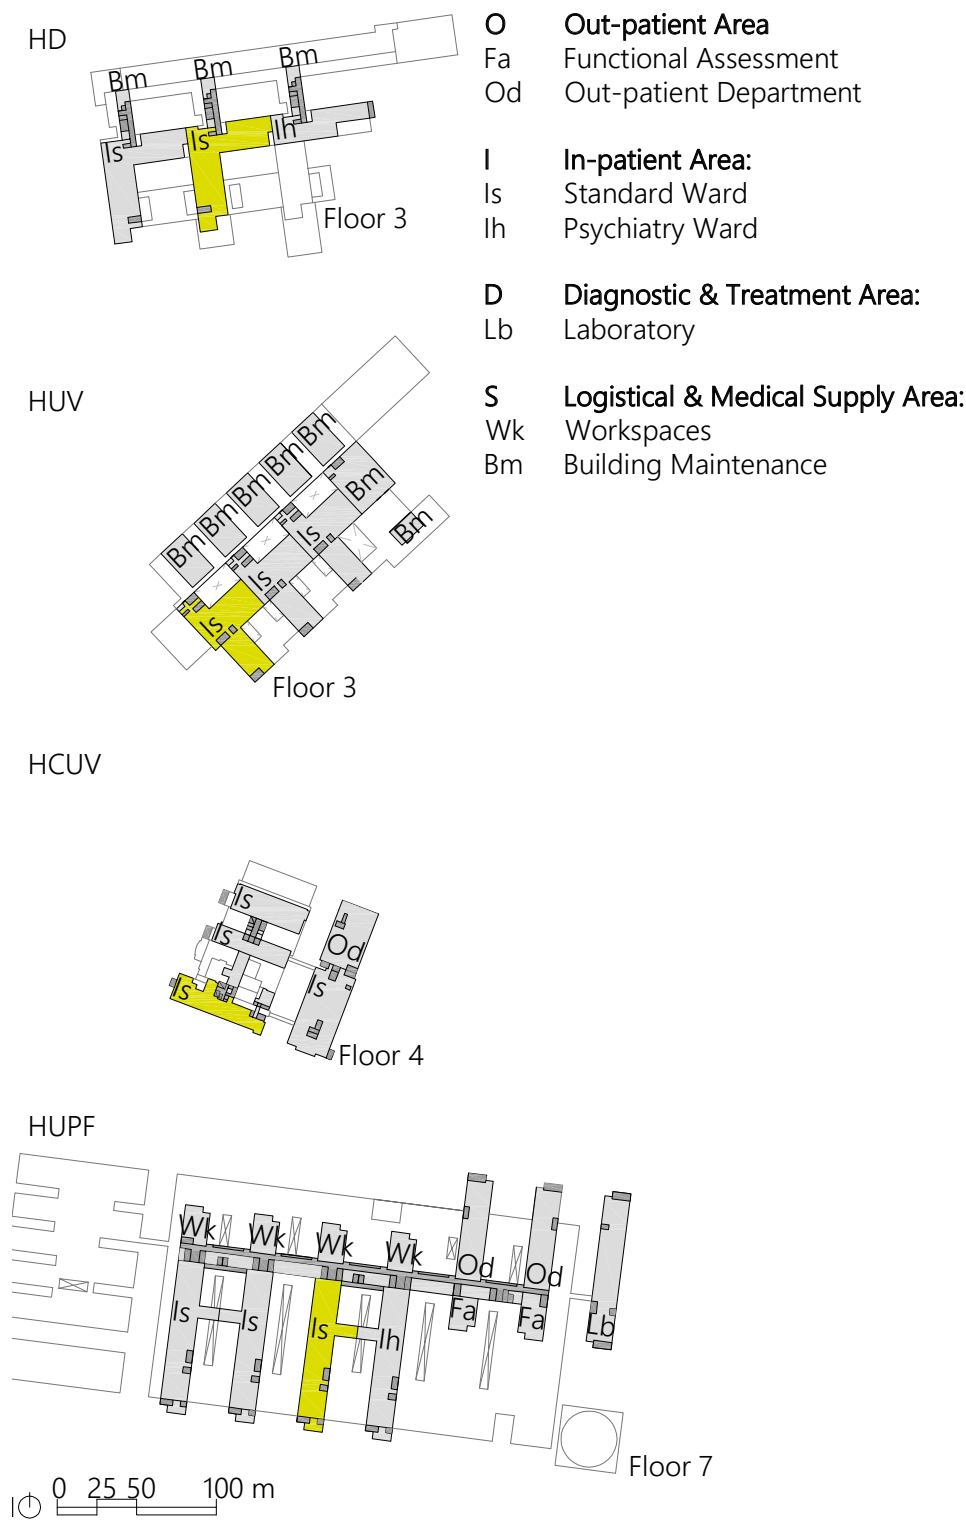 HD
Bm
Bm
Bm
Is
Is
Ih
Floor 3
O Out-patient Area
Fa Functional Assessment
Od Out-patient Department
I In-patient Area:
Is Standard Ward
Ih Psychiatry Ward
D Diagnostic & Treatment Area:
Lb Laboratory
S Logistical & Medical Supply Area:
Wk Workspaces
Bm Building Maintenance
HUV
Bm
Bm
Bm
Bm
Bm
Bm
Bm
Is
Is
Is
Floor 3
HCUV
Is
Is
Od
Is
Is
Floor 4
HUPF
Wk
Wk
Wk
Wk
Od
Od
Is
Is
Is
Ih
Fa
Fa
Lb
Floor 7
0 25 50 100 m